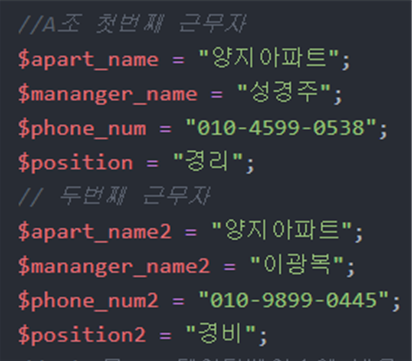 //A조 첫번째 근무자
$apart_name = "양지아파트";
$mananger_name = "성경주";
$phone_num = "010-4599-0538";
$position = "경리";
// 두번째 근무자
$apart_name2 = "양지아파트";
$mananger_name2 = "이광복";
$phone_num2 = "010-9899-0445";
$position2 = "경비";